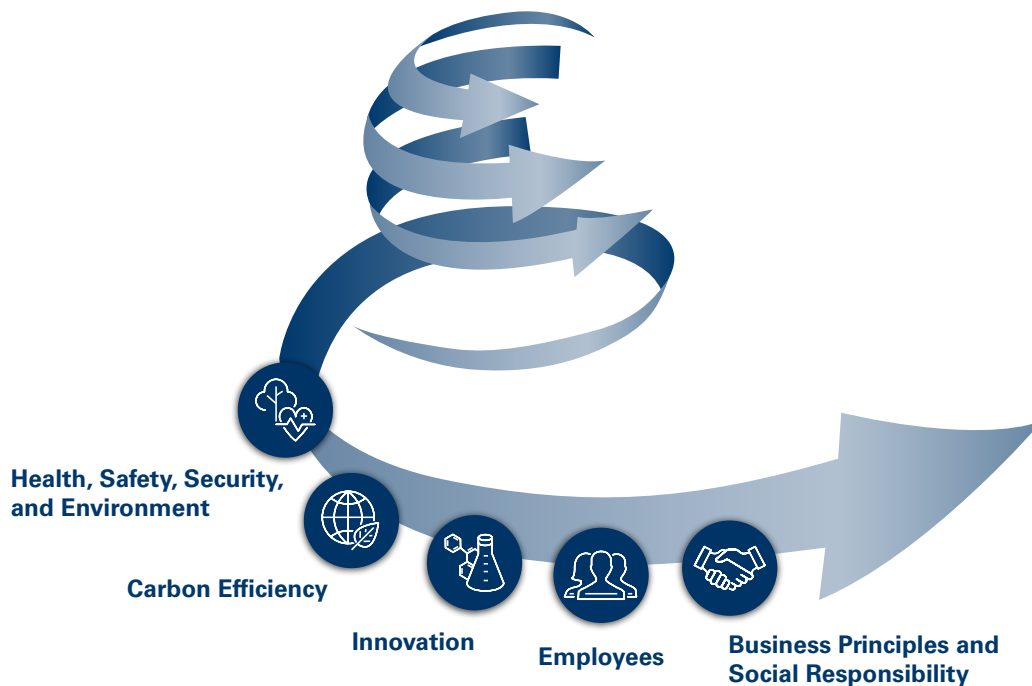 Health, Safety, Security,
and Environment
Carbon Efficiency
Innovation
Employees
Business Principles and
Social Responsibility